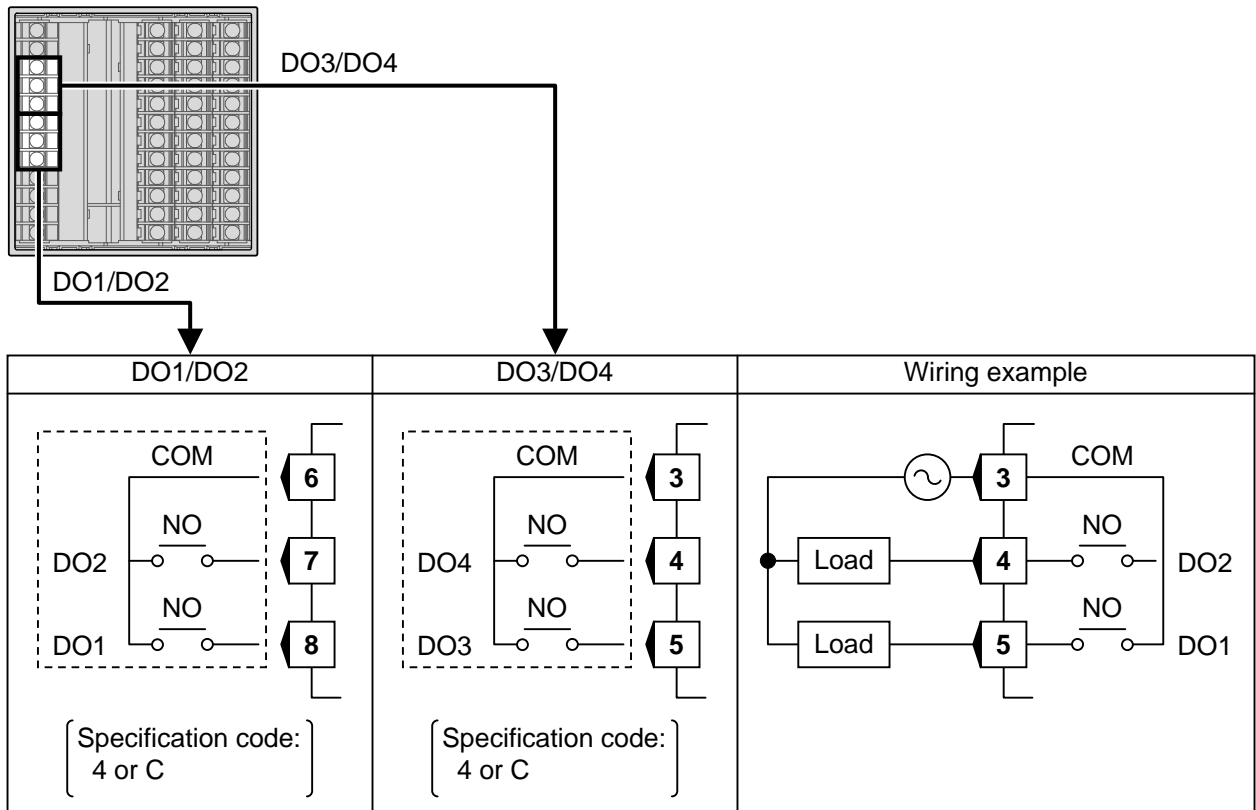 DO3/DO4
DO1/DO2
DO1/DO2
DO3/DO4
Wiring example
COM
6
NO
DO2
7
NO
DO1
8
Specification code:
4 or C
COM
3
NO
DO4
4
NO
DO3
5
Specification code:
4 or C
3
COM
NO
Load
4
DO2
NO
Load
5
DO1